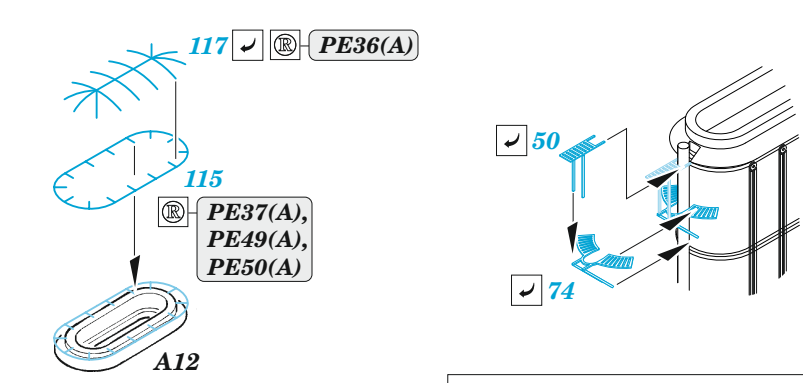 117 ® PE36(A)
50
115
® PE37(A),
PE49(A),
PE50(A)
74
A12